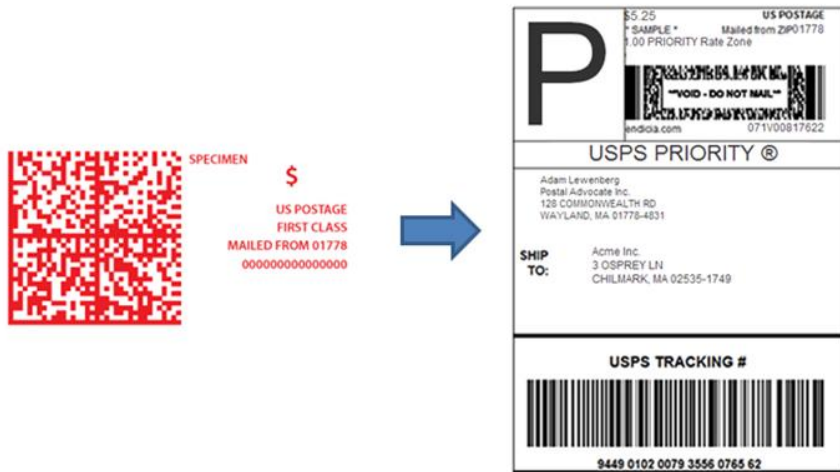 SPECIMEN
$
US POSTAGE
FIRST CLASS
MAILED FROM 01778
000000000000000
P
$5.25 US POSTAGE
* SAMPLE * Mailed from ZIP01778
1.00 PRIORITY Rate Zone
**VOID - DO NOT MAIL**
endicia.com 071V00817622
USPS PRIORITY ®
Adam Lewenberg
Postal Advocate Inc.
128 COMMONWEALTH RD
WAYLAND, MA 01778-4831
SHIP TO:
Acme Inc.
3 OSPREY LN
CHILMARK, MA 02535-1749
USPS TRACKING #
9449 0102 0079 3556 0765 62